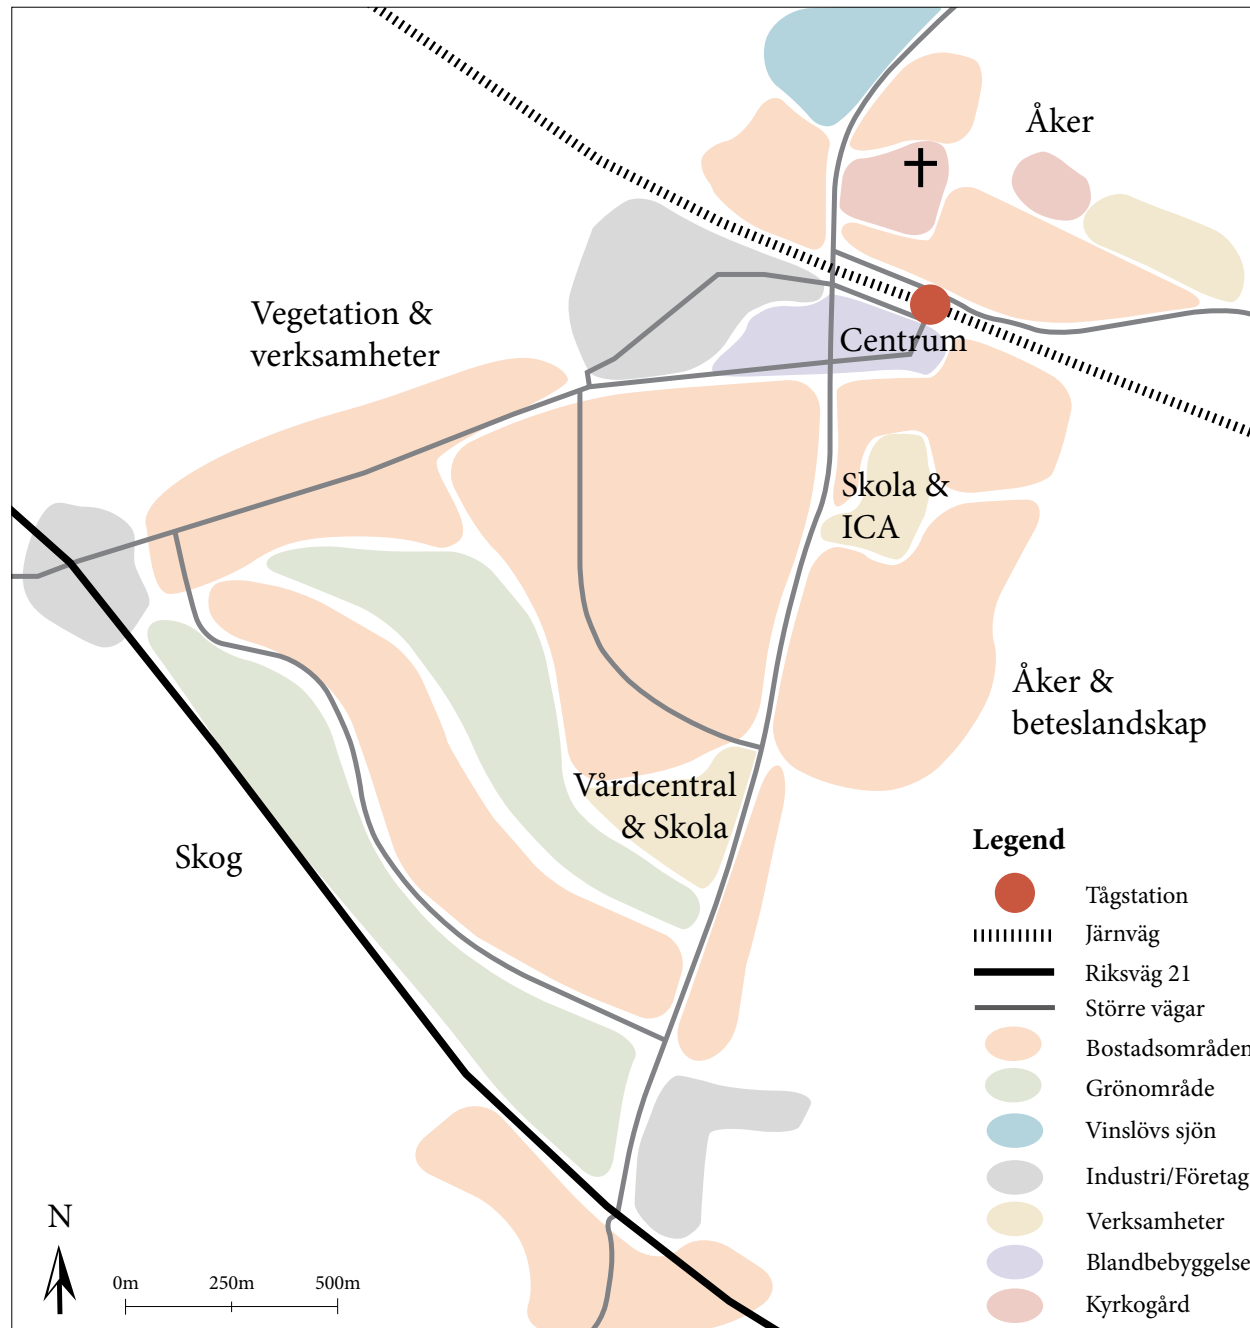 Åker
Vegetation &
verksamheter
Centrum
Skola &
ICA
Åker &
beteslandskap
Vårdcentral
& Skola
Skog
Legend
Tågstation
Järnväg
Riksväg 21
Större vägar
Bostadsområden
Grönområde
Vinslövs sjön
Industri/Företag
Verksamheter
Blandbebyggelse
Kyrkogård
N
0m 250m 500m